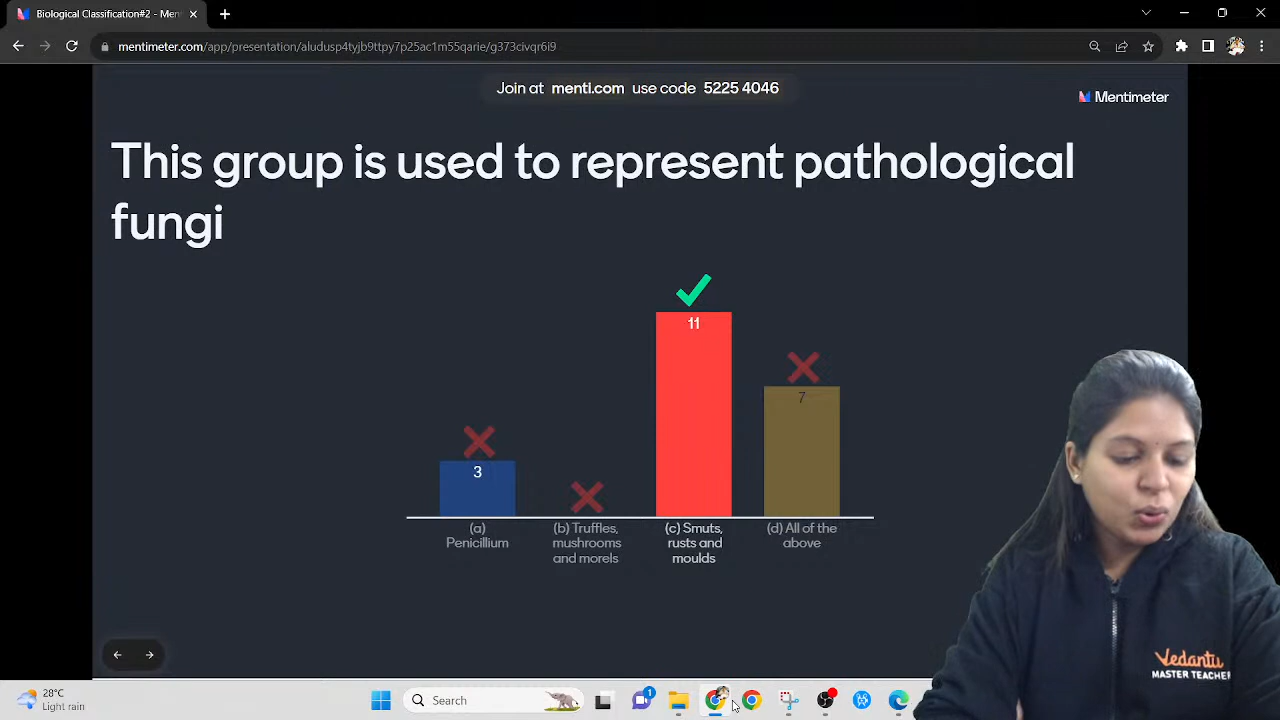 Biological Classification#2 - Men
mentimeter.com/app/presentation/aludusp4tyjb9ttpy7p25ac1m55qarie/g373civqr6i9
Join at menti.com use code 5225 4046
Mentimeter
This group is used to represent pathological
fungi
11
7
3
(a)
Penicillium
(b) Truffles,
mushrooms
and morels
(c) Smuts,
rusts and
moulds
(d) All of the
above
Vedantu
MASTER TEACHER
28°C
Light rain
Search
1